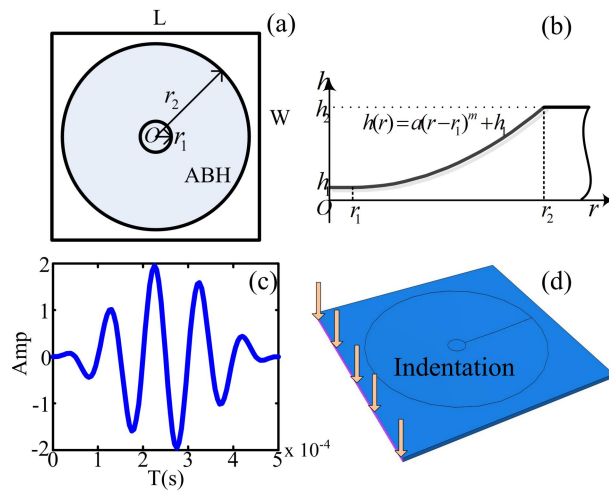 L
(a)
r₂
O
r₁
W
ABH
(b)
h
h₂
h(r)=a(r-r₁)ᵐ+h₁
h₁
O
r₁
r₂
r
(c)
2
1
0
-1
-2
Amp
0 1 2 3 4 5
x 10⁻⁴
T(s)
(d)
Indentation